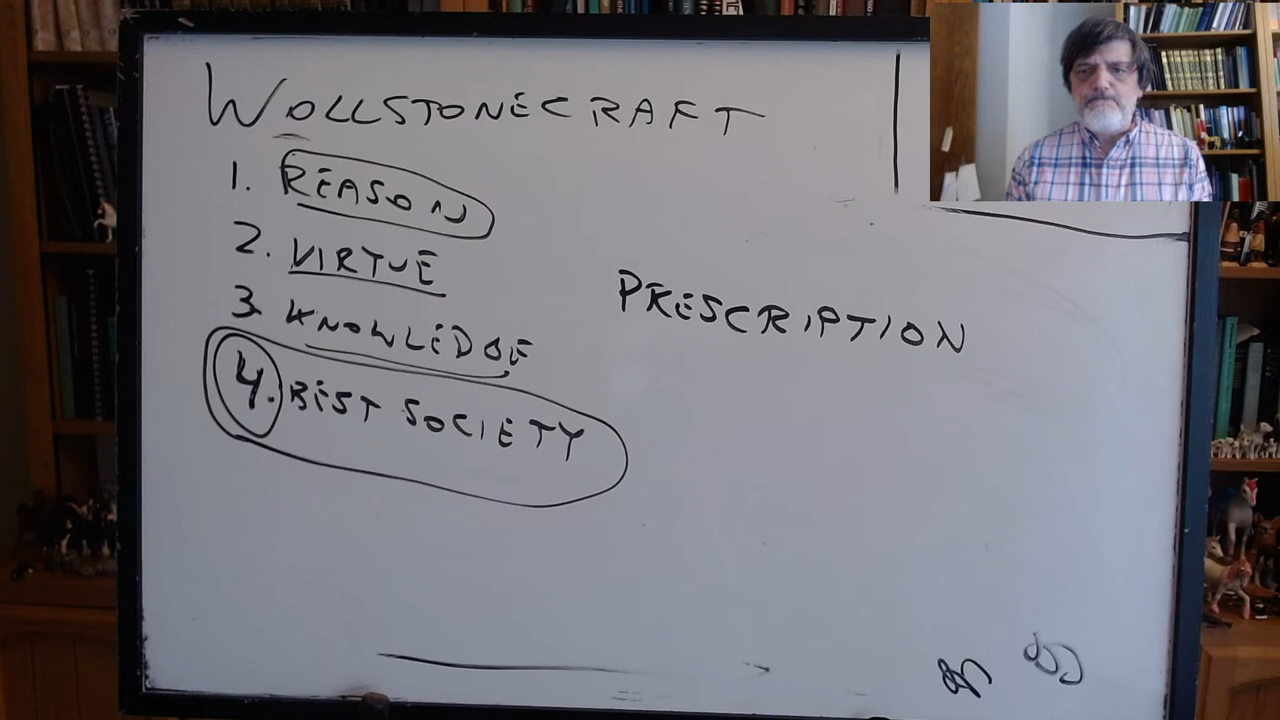 WOLLSTONECRAFT
1. REASON
2. VIRTUE
3. KNOWLEDGE
4. BEST SOCIETY
PRESCRIPTION